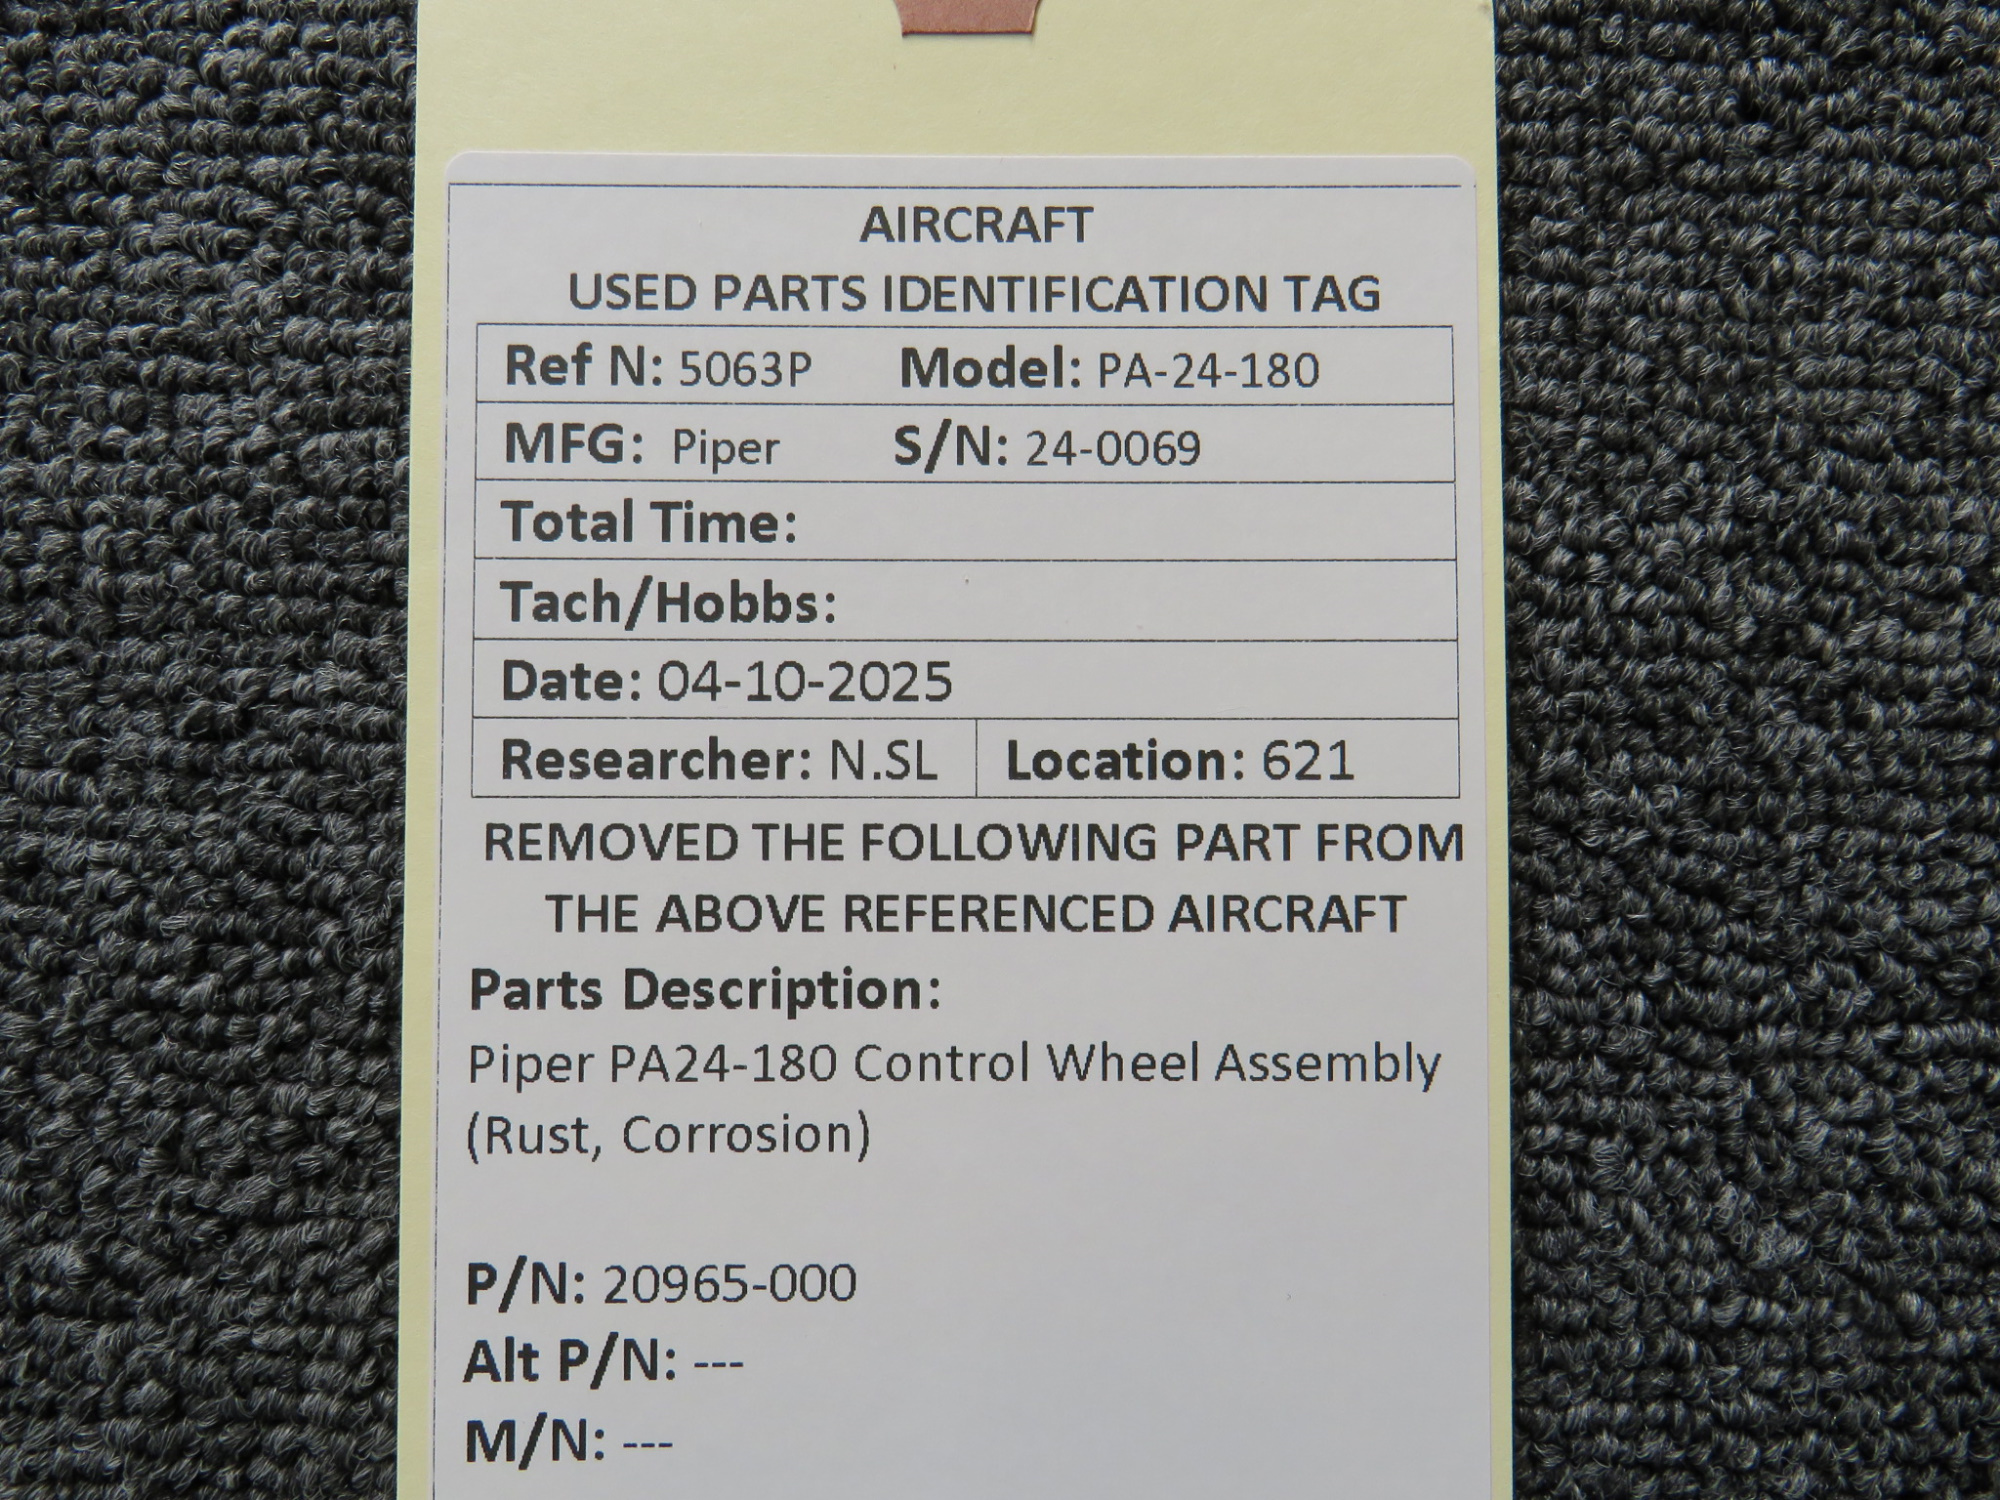 AIRCRAFT
USED PARTS IDENTIFICATION TAG
Ref N: 5063P Model: PA-24-180
MFG: Piper S/N: 24-0069
Total Time:
Tach/Hobbs:
Date: 04-10-2025
Researcher: N.SL Location: 621
REMOVED THE FOLLOWING PART FROM
THE ABOVE REFERENCED AIRCRAFT
Parts Description:
Piper PA24-180 Control Wheel Assembly
(Rust, Corrosion)
P/N: 20965-000
Alt P/N: ---
M/N: ---